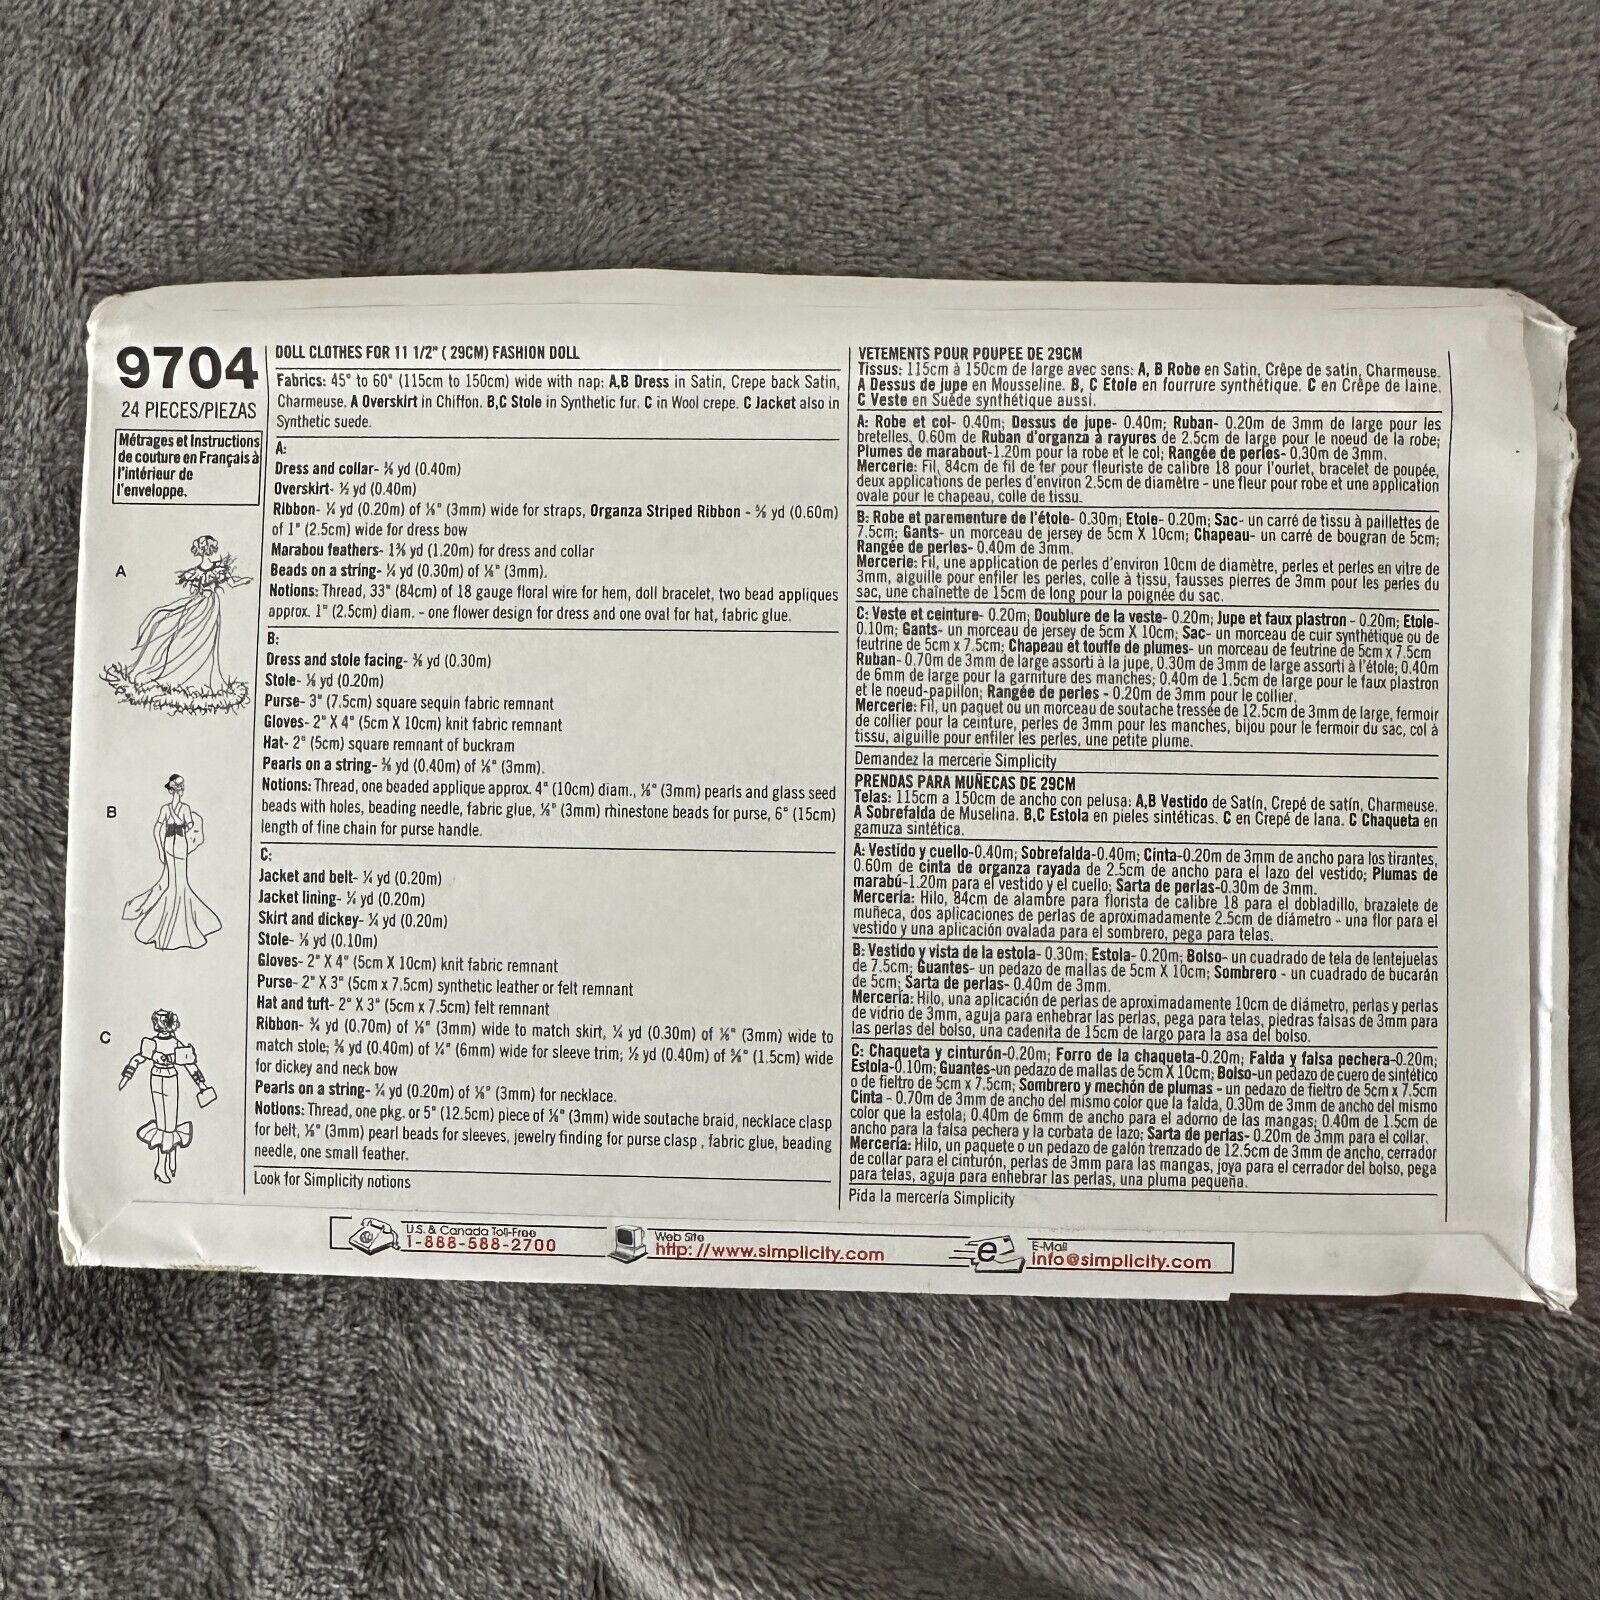 9704
24 PIECES/PIEZAS
Métrages et Instructions
de couture en Français à
l'intérieur de
l'enveloppe.
A
B
C
DOLL CLOTHES FOR 11 1/2" ( 29CM) FASHION DOLL
Fabrics: 45" to 60" (115cm to 150cm) wide with nap: A,B Dress in Satin, Crepe back Satin,
Charmeuse. A Overskirt in Chiffon. B,C Stole in Synthetic fur. C in Wool crepe. C Jacket also in
Synthetic suede.
A:
Dress and collar- ⅜ yd (0.40m)
Overskirt- ½ yd (0.40m)
Ribbon- ¼ yd (0.20m) of ⅛" (3mm) wide for straps, Organza Striped Ribbon - ⅝ yd (0.60m)
of 1" (2.5cm) wide for dress bow
Marabou feathers- 1⅜ yd (1.20m) for dress and collar
Beads on a string- ¼ yd (0.30m) of ⅛" (3mm).
Notions: Thread, 33" (84cm) of 18 gauge floral wire for hem, doll bracelet, two bead appliques
approx. 1" (2.5cm) diam. - one flower design for dress and one oval for hat, fabric glue.
B:
Dress and stole facing- ⅜ yd (0.30m)
Stole- ⅛ yd (0.20m)
Purse- 3" (7.5cm) square sequin fabric remnant
Gloves- 2" X 4" (5cm X 10cm) knit fabric remnant
Hat- 2" (5cm) square remnant of buckram
Pearls on a string- ⅜ yd (0.40m) of ⅛" (3mm).
Notions: Thread, one beaded applique approx. 4" (10cm) diam., ⅛" (3mm) pearls and glass seed
beads with holes, beading needle, fabric glue, ⅛" (3mm) rhinestone beads for purse, 6" (15cm)
length of fine chain for purse handle.
C:
Jacket and belt- ¼ yd (0.20m)
Jacket lining- ¼ yd (0.20m)
Skirt and dickey- ¼ yd (0.20m)
Stole- ⅛ yd (0.10m)
Gloves- 2" X 4" (5cm X 10cm) knit fabric remnant
Purse- 2" X 3" (5cm x 7.5cm) synthetic leather or felt remnant
Hat and tuft- 2" X 3" (5cm x 7.5cm) felt remnant
Ribbon- ¾ yd (0.70m) of ⅛" (3mm) wide to match skirt, ¼ yd (0.30m) of ⅛" (3mm) wide to
match stole; ⅜ yd (0.40m) of ¼" (6mm) wide for sleeve trim; ½ yd (0.40m) of ⅝" (1.5cm) wide
for dickey and neck bow
Pearls on a string- ¼ yd (0.20m) of ⅛" (3mm) for necklace.
Notions: Thread, one pkg. or 5" (12.5cm) piece of ⅛" (3mm) wide soutache braid, necklace clasp
for belt, ⅛" (3mm) pearl beads for sleeves, jewelry finding for purse clasp , fabric glue, beading
needle, one small feather.
Look for Simplicity notions
VETEMENTS POUR POUPEE DE 29CM
Tissus: 115cm à 150cm de large avec sens: A, B Robe en Satin, Crêpe de satin, Charmeuse.
A Dessus de jupe en Mousseline. B, C Etole en fourrure synthétique. C en Crêpe de laine.
C Veste en Suède synthétique aussi.
A: Robe et col- 0.40m; Dessus de jupe- 0.40m; Ruban- 0.20m de 3mm de large pour les
bretelles, 0.60m de Ruban d'organza à rayures de 2.5cm de large pour le noeud de la robe;
Plumes de marabout-1.20m pour la robe et le col; Rangée de perles- 0.30m de 3mm.
Mercerie: Fil, 84cm de fil de fer pour fleuriste de calibre 18 pour l'ourlet, bracelet de poupée,
deux applications de perles d'environ 2.5cm de diamètre - une fleur pour robe et une application
ovale pour le chapeau, colle de tissu.
B: Robe et parementure de l'étole- 0.30m; Etole- 0.20m; Sac- un carré de tissu à paillettes de
7.5cm; Gants- un morceau de jersey de 5cm X 10cm; Chapeau- un carré de bougran de 5cm;
Rangée de perles- 0.40m de 3mm.
Mercerie: Fil, une application de perles d'environ 10cm de diamètre, perles et perles en vitre de
3mm, aiguille pour enfiler les perles, colle à tissu, fausses pierres de 3mm pour les perles du
sac, une chaînette de 15cm de long pour la poignée du sac.
C: Veste et ceinture- 0.20m; Doublure de la veste- 0.20m; Jupe et faux plastron - 0.20m; Etole-
0.10m; Gants- un morceau de jersey de 5cm X 10cm; Sac- un morceau de cuir synthétique ou de
feutrine de 5cm x 7.5cm; Chapeau et touffe de plumes- un morceau de feutrine de 5cm x 7.5cm
Ruban- 0.70m de 3mm de large assorti à la jupe, 0.30m de 3mm de large assorti à l'étole; 0.40m
de 6mm de large pour la garniture des manches; 0.40m de 1.5cm de large pour le faux plastron
et le noeud-papillon; Rangée de perles - 0.20m de 3mm pour le collier.
Mercerie: Fil, un paquet ou un morceau de soutache tressée de 12.5cm de 3mm de large, fermoir
de collier pour la ceinture, perles de 3mm pour les manches, bijou pour le fermoir du sac, col à
tissu, aiguille pour enfiler les perles, une petite plume.
Demandez la mercerie Simplicity
PRENDAS PARA MUÑECAS DE 29CM
Telas: 115cm a 150cm de ancho con pelusa: A,B Vestido de Satín, Crepé de satín, Charmeuse.
A Sobrefalda de Muselina. B,C Estola en pieles sintéticas. C en Crepé de lana. C Chaqueta en
gamuza sintética.
A: Vestido y cuello-0.40m; Sobrefalda-0.40m; Cinta-0.20m de 3mm de ancho para los tirantes,
0.60m de cinta de organza rayada de 2.5cm de ancho para el lazo del vestido; Plumas de
marabú-1.20m para el vestido y el cuello; Sarta de perlas-0.30m de 3mm.
Mercería: Hilo, 84cm de alambre para florista de calibre 18 para el dobladillo, brazalete de
muñeca, dos aplicaciones de perlas de aproximadamente 2.5cm de diámetro - una flor para el
vestido y una aplicación ovalada para el sombrero, pega para telas.
B: Vestido y vista de la estola- 0.30m; Estola- 0.20m; Bolso- un cuadrado de tela de lentejuelas
de 7.5cm; Guantes- un pedazo de mallas de 5cm X 10cm; Sombrero - un cuadrado de bucarán
de 5cm; Sarta de perlas- 0.40m de 3mm.
Mercería: Hilo, una aplicación de perlas de aproximadamente 10cm de diámetro, perlas y perlas
de vidrio de 3mm, aguja para enhebrar las perlas, pega para telas, piedras falsas de 3mm para
las perlas del bolso, una cadenita de 15cm de largo para la asa del bolso.
C: Chaqueta y cinturón-0.20m; Forro de la chaqueta-0.20m; Falda y falsa pechera-0.20m;
Estola-0.10m; Guantes-un pedazo de mallas de 5cm X 10cm; Bolso-un pedazo de cuero de sintético
o de fieltro de 5cm x 7.5cm; Sombrero y mechón de plumas - un pedazo de fieltro de 5cm x 7.5cm
Cinta - 0.70m de 3mm de ancho del mismo color que la falda, 0.30m de 3mm de ancho del mismo
color que la estola; 0.40m de 6mm de ancho para el adorno de las mangas; 0.40m de 1.5cm de
ancho para la falsa pechera y la corbata de lazo; Sarta de perlas- 0.20m de 3mm para el collar.
Mercería: Hilo, un paquete o un pedazo de galón trenzado de 12.5cm de 3mm de ancho, cerrador
de collar para el cinturón, perlas de 3mm para las mangas, joya para el cerrador del bolso, pega
para telas, aguja para enhebrar las perlas, una pluma pequeña.
Pida la mercería Simplicity
U.S. & Canada Toll-Free
1-888-588-2700
Web Site
http://www.simplicity.com
E-Mail
info@simplicity.com